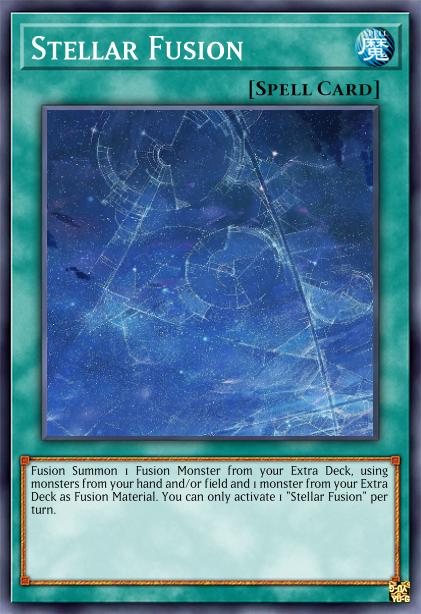 Stellar Fusion
SPELL
魔
[Spell Card]
Fusion Summon 1 Fusion Monster from your Extra Deck, using
monsters from your hand and/or field and 1 monster from your Extra
Deck as Fusion Material. You can only activate 1 "Stellar Fusion" per
turn.